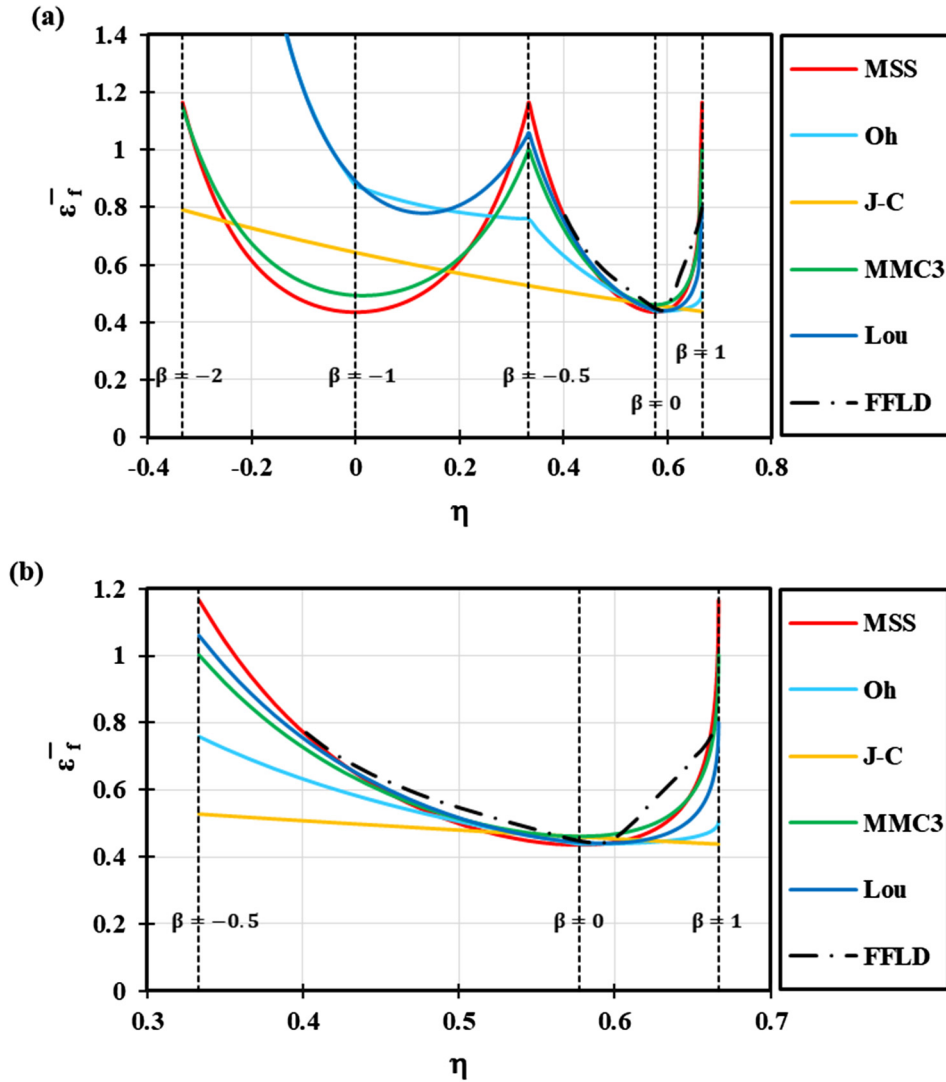 (a)
1.4
1.2
1
0.8
0.6
0.4
0.2
0
ε̅f
-0.4
-0.2
0
0.2
0.4
0.6
0.8
η
β = −2
β = −1
β = −0.5
β = 0
β = 1
MSS
Oh
J-C
MMC3
Lou
FFLD
(b)
1.2
1
0.8
0.6
0.4
0.2
0
ε̅f
0.3
0.4
0.5
0.6
0.7
η
β = −0.5
β = 0
β = 1
MSS
Oh
J-C
MMC3
Lou
FFLD